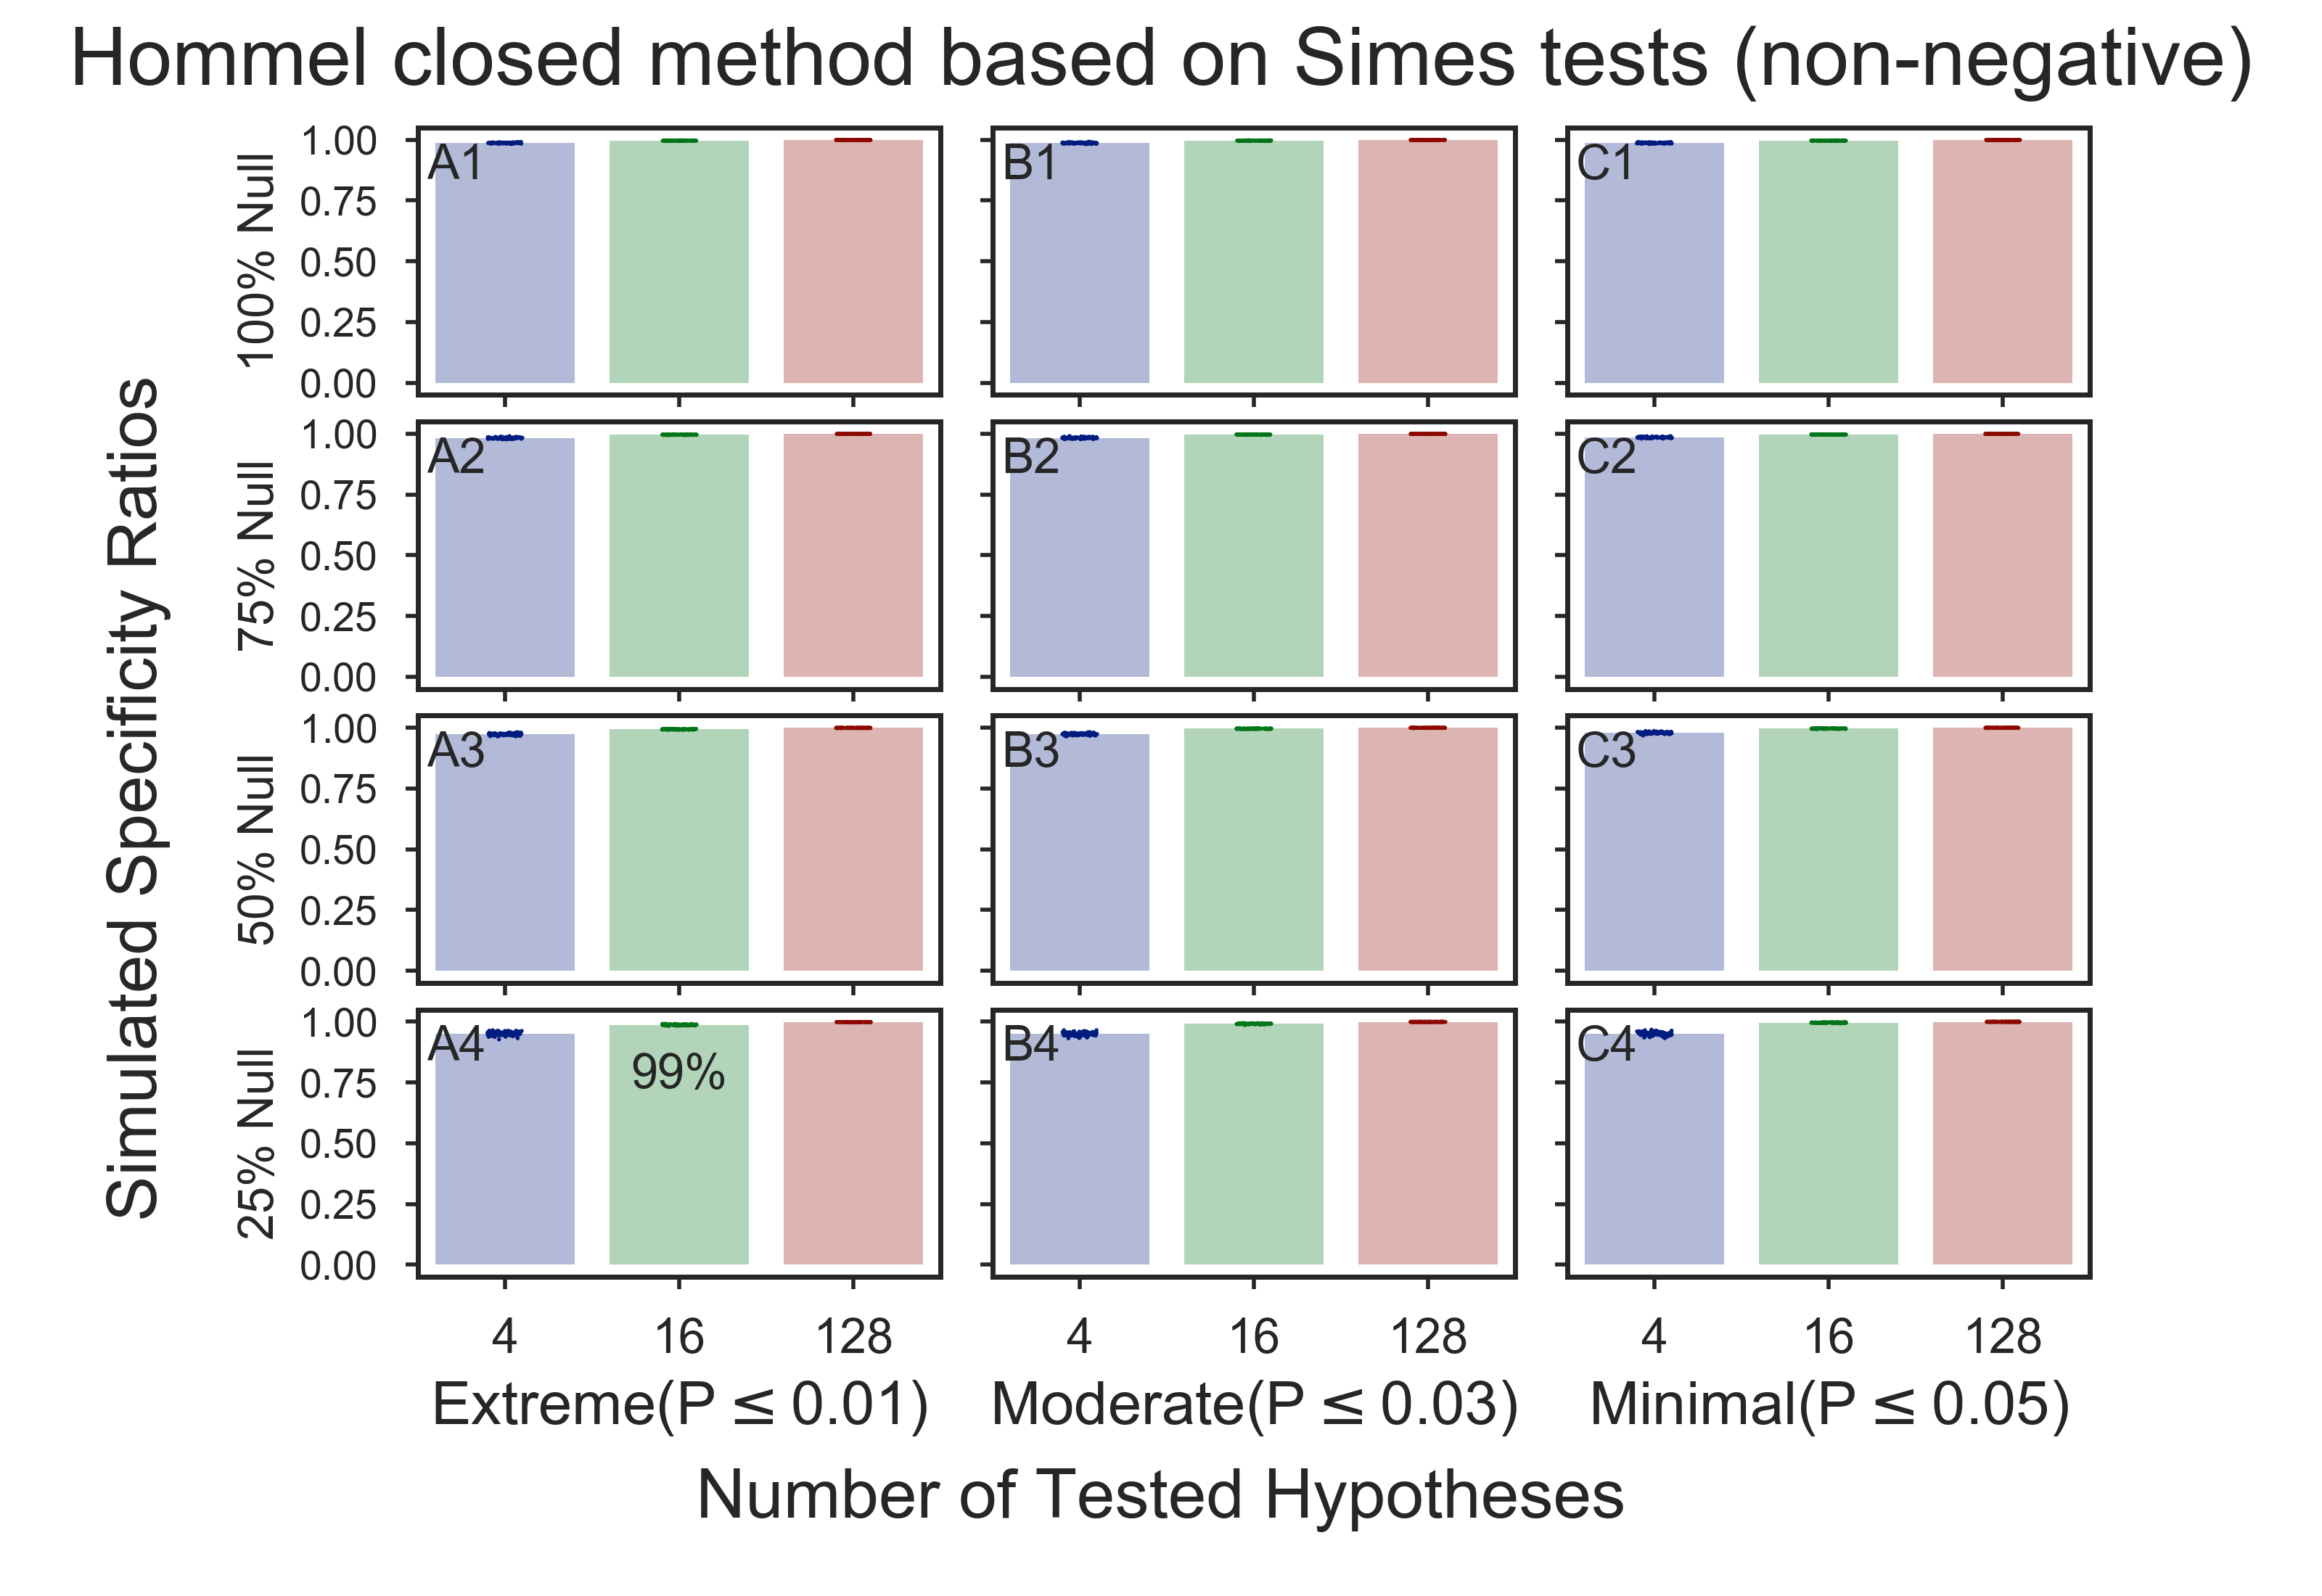 Hommel closed method based on Simes tests (non-negative)
Simulated Specificity Ratios
100% Null
1.00
0.75
0.50
0.25
0.00
A1
B1
C1
75% Null
1.00
0.75
0.50
0.25
0.00
A2
B2
C2
50% Null
1.00
0.75
0.50
0.25
0.00
A3
B3
C3
25% Null
1.00
0.75
0.50
0.25
0.00
A4
99%
B4
C4
4 16 128
4 16 128
4 16 128
Extreme(P ≤ 0.01)
Moderate(P ≤ 0.03)
Minimal(P ≤ 0.05)
Number of Tested Hypotheses